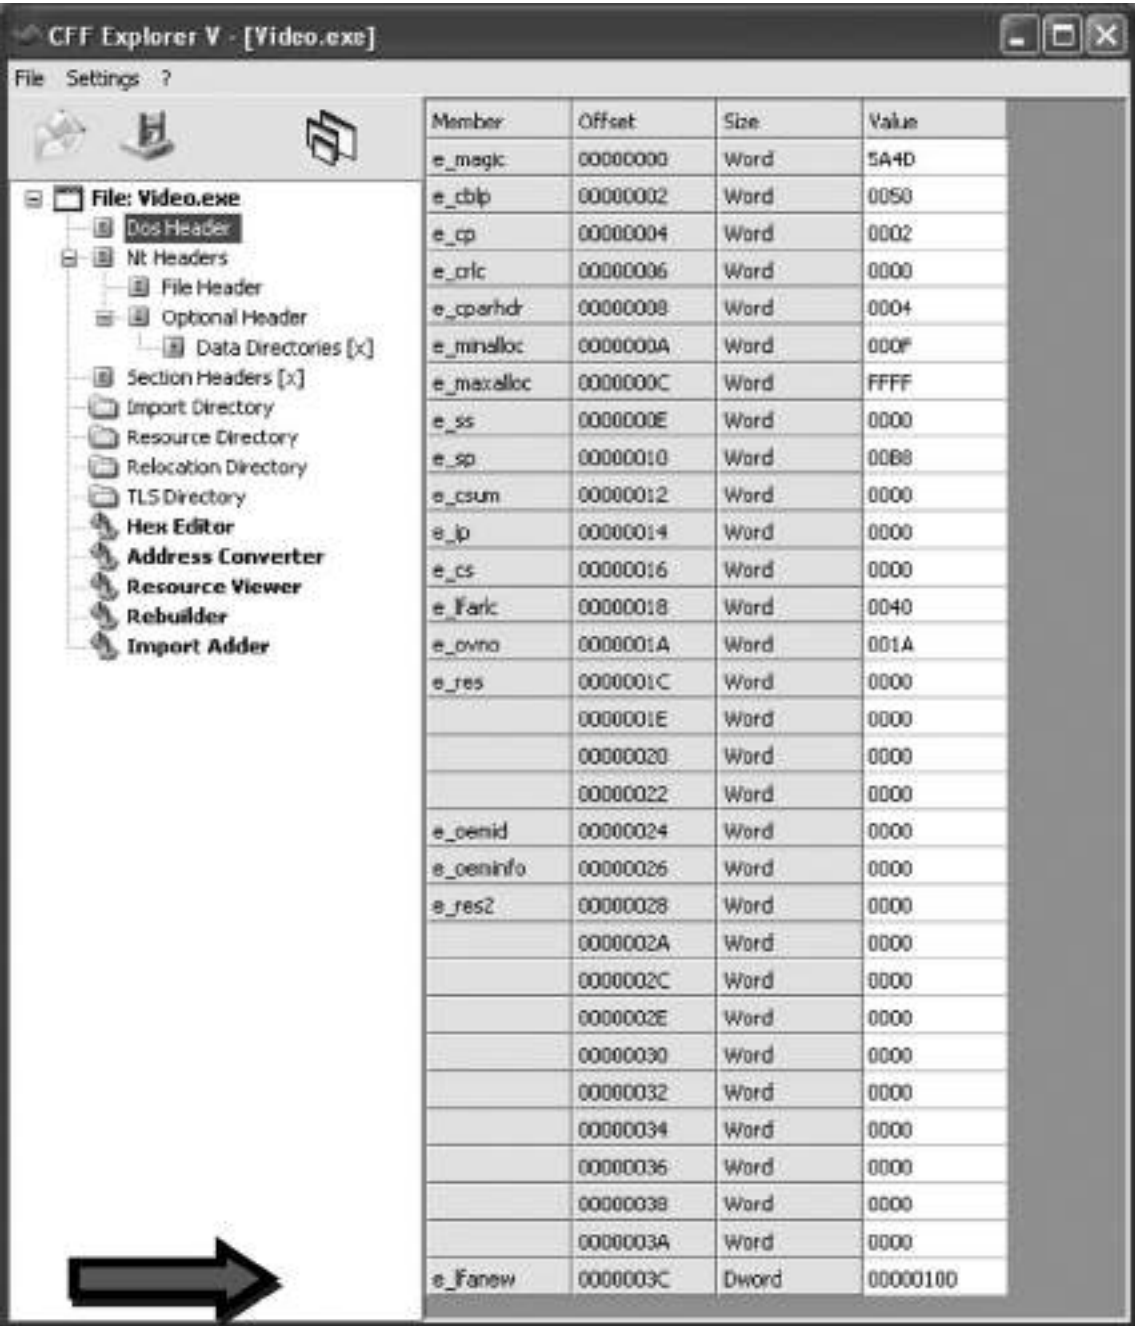 CFF Explorer V - [Video.exe]
File Settings ?
File: Video.exe
Dos Header
Nt Headers
File Header
Optional Header
Data Directories [x]
Section Headers [x]
Import Directory
Resource Directory
Relocation Directory
TLS Directory
Hex Editor
Address Converter
Resource Viewer
Rebuilder
Import Adder
Member Offset Size Value
e_magic 00000000 Word 5A4D
e_cblp 00000002 Word 0050
e_cp 00000004 Word 0002
e_crlc 00000006 Word 0000
e_cparhdr 00000008 Word 0004
e_minalloc 0000000A Word 000F
e_maxalloc 0000000C Word FFFF
e_ss 0000000E Word 0000
e_sp 00000010 Word 00B8
e_csum 00000012 Word 0000
e_ip 00000014 Word 0000
e_cs 00000016 Word 0000
e_lfarlc 00000018 Word 0040
e_ovno 0000001A Word 001A
e_res 0000001C Word 0000
0000001E Word 0000
00000020 Word 0000
00000022 Word 0000
e_oemid 00000024 Word 0000
e_oeminfo 00000026 Word 0000
e_res2 00000028 Word 0000
0000002A Word 0000
0000002C Word 0000
0000002E Word 0000
00000030 Word 0000
00000032 Word 0000
00000034 Word 0000
00000036 Word 0000
00000038 Word 0000
0000003A Word 0000
e_lfanew 0000003C Dword 00000100